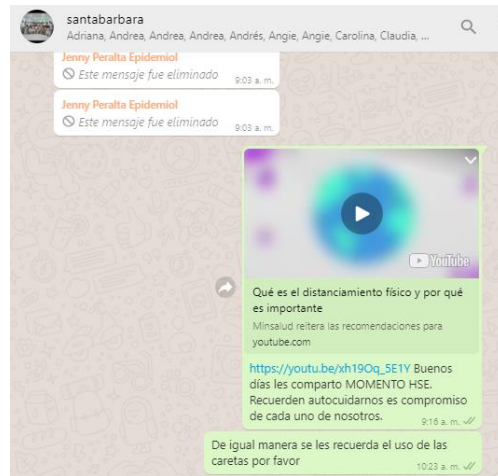 santabarbara
Adriana, Andrea, Andrea, Andrea, Andrés, Angie, Angie, Carolina, Claudia, ...
Jenny Peralta Epidemiol
Este mensaje fue eliminado 9:03 a. m.
Jenny Peralta Epidemiol
Este mensaje fue eliminado 9:03 a. m.
YouTube
Qué es el distanciamiento físico y por qué
es importante
Minsalud reitera las recomendaciones para
youtube.com
https://youtu.be/xh19Oq_5E1Y Buenos
días les comparto MOMENTO HSE.
Recuerden autocuidarnos es compromiso
de cada uno de nosotros. 9:16 a. m.
De igual manera se les recuerda el uso de las
caretas por favor 10:23 a. m.